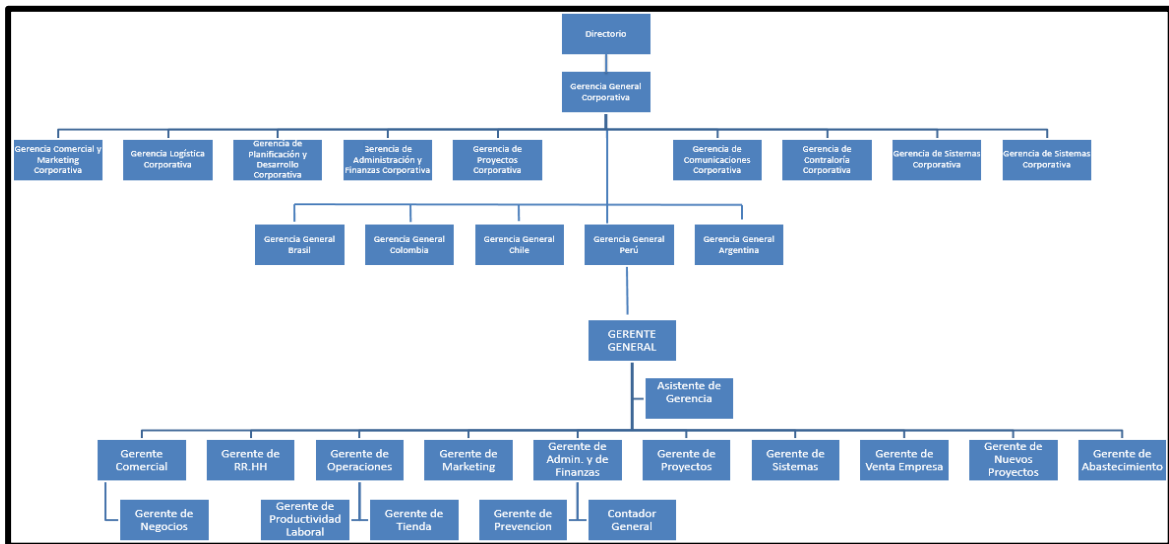 Directorio
Gerencia General
Corporativa
Gerencia Comercial y
Marketing
Corporativa
Gerencia Logística
Corporativa
Gerencia de
Planificación y
Desarrollo
Corporativa
Gerencia de
Administración y
Finanzas Corporativa
Gerencia de
Proyectos
Corporativa
Gerencia de
Comunicaciones
Corporativa
Gerencia de
Contraloría
Corporativa
Gerencia de Sistemas
Corporativa
Gerencia de Sistemas
Corporativa
Gerencia General
Brasil
Gerencia General
Colombia
Gerencia General
Chile
Gerencia General
Perú
Gerencia General
Argentina
GERENTE
GENERAL
Asistente de
Gerencia
Gerente
Comercial
Gerente de
RR.HH
Gerente de
Operaciones
Gerente de
Marketing
Gerente de
Admin. y de
Finanzas
Gerente de
Proyectos
Gerente de
Sistemas
Gerente de
Venta Empresa
Gerente de
Nuevos
Proyectos
Gerente de
Abastecimiento
Gerente de
Negocios
Gerente de
Productividad
Laboral
Gerente de
Tienda
Gerente de
Prevencion
Contador
General